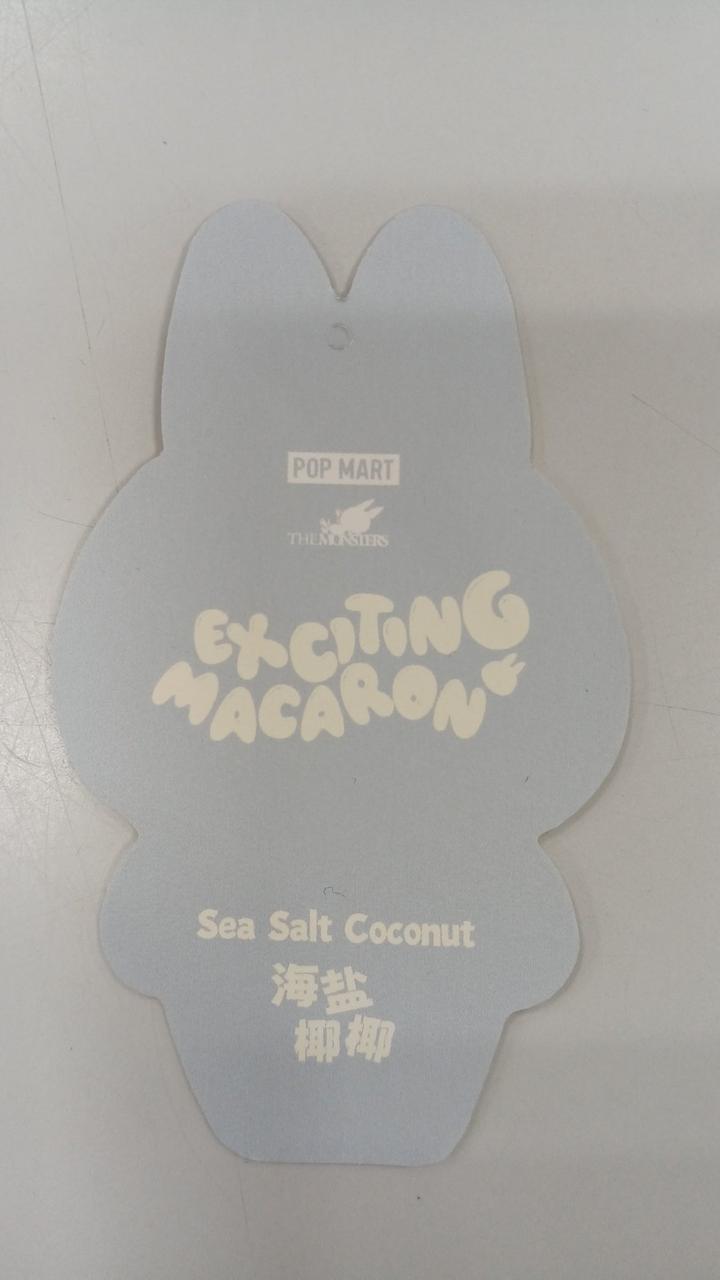 POP MART
THE MONSTERS
EXCITING
MACARON
Sea Salt Coconut
海盐
椰椰